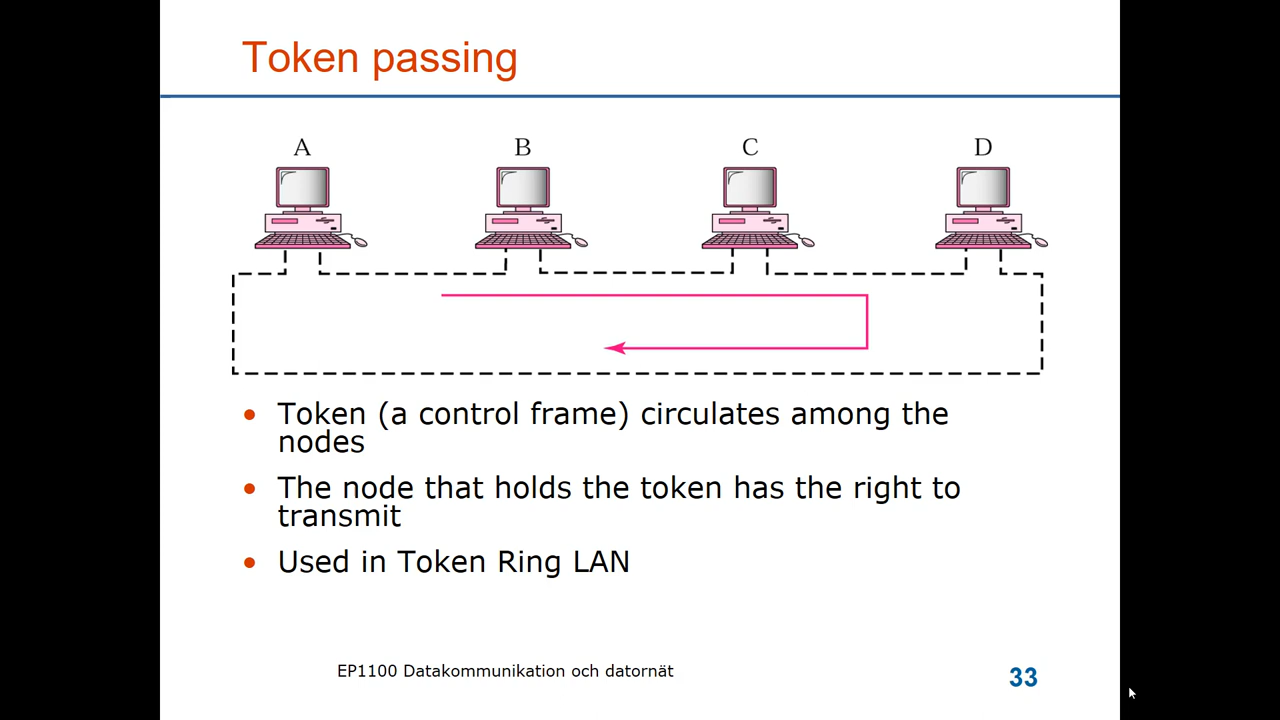 Token passing
A B C D
• Token (a control frame) circulates among the
nodes
• The node that holds the token has the right to
transmit
• Used in Token Ring LAN
EP1100 Datakommunikation och datornät
33